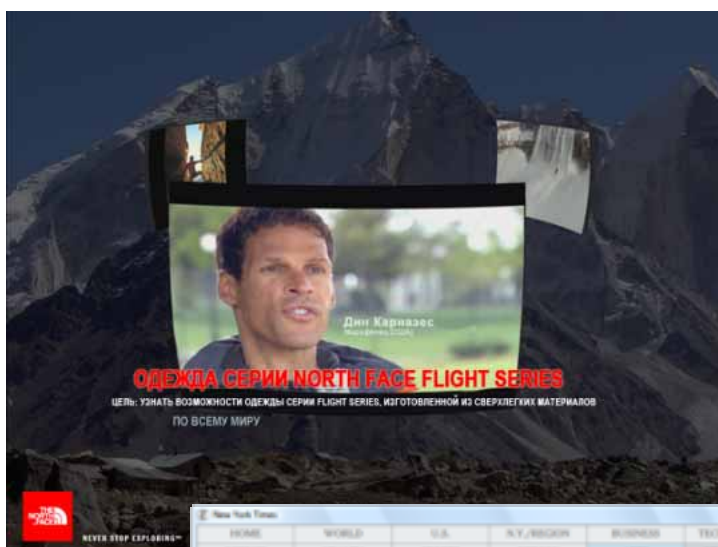 Дин Карназес
ОДЕЖДА СЕРИИ NORTH FACE FLIGHT SERIES
ЦЕЛЬ: УЗНАТЬ ВОЗМОЖНОСТИ ОДЕЖДЫ СЕРИИ FLIGHT SERIES, ИЗГОТОВЛЕННОЙ ИЗ СВЕРХЛЕГКИХ МАТЕРИАЛОВ
ПО ВСЕМУ МИРУ
THE NORTH FACE
NEVER STOP EXPLORING™
New York Times
HOME WORLD U.S. N.Y./REGION BUSINESS